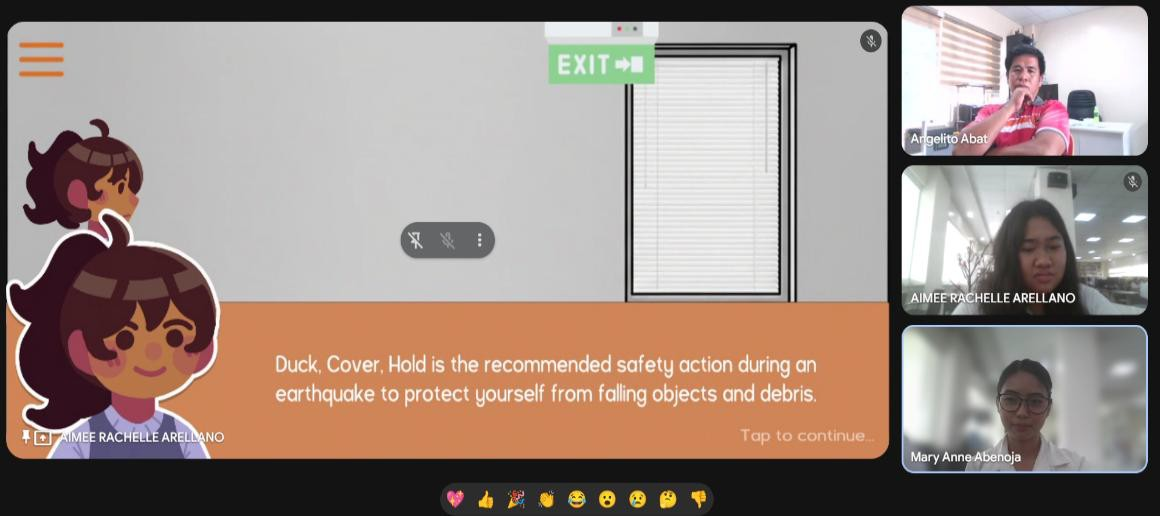 EXIT
Duck, Cover, Hold is the recommended safety action during an
earthquake to protect yourself from falling objects and debris.
Tap to continue...
AIMEE RACHELLE ARELLANO
Angelito Abat
AIMEE RACHELLE ARELLANO
Mary Anne Abenoja